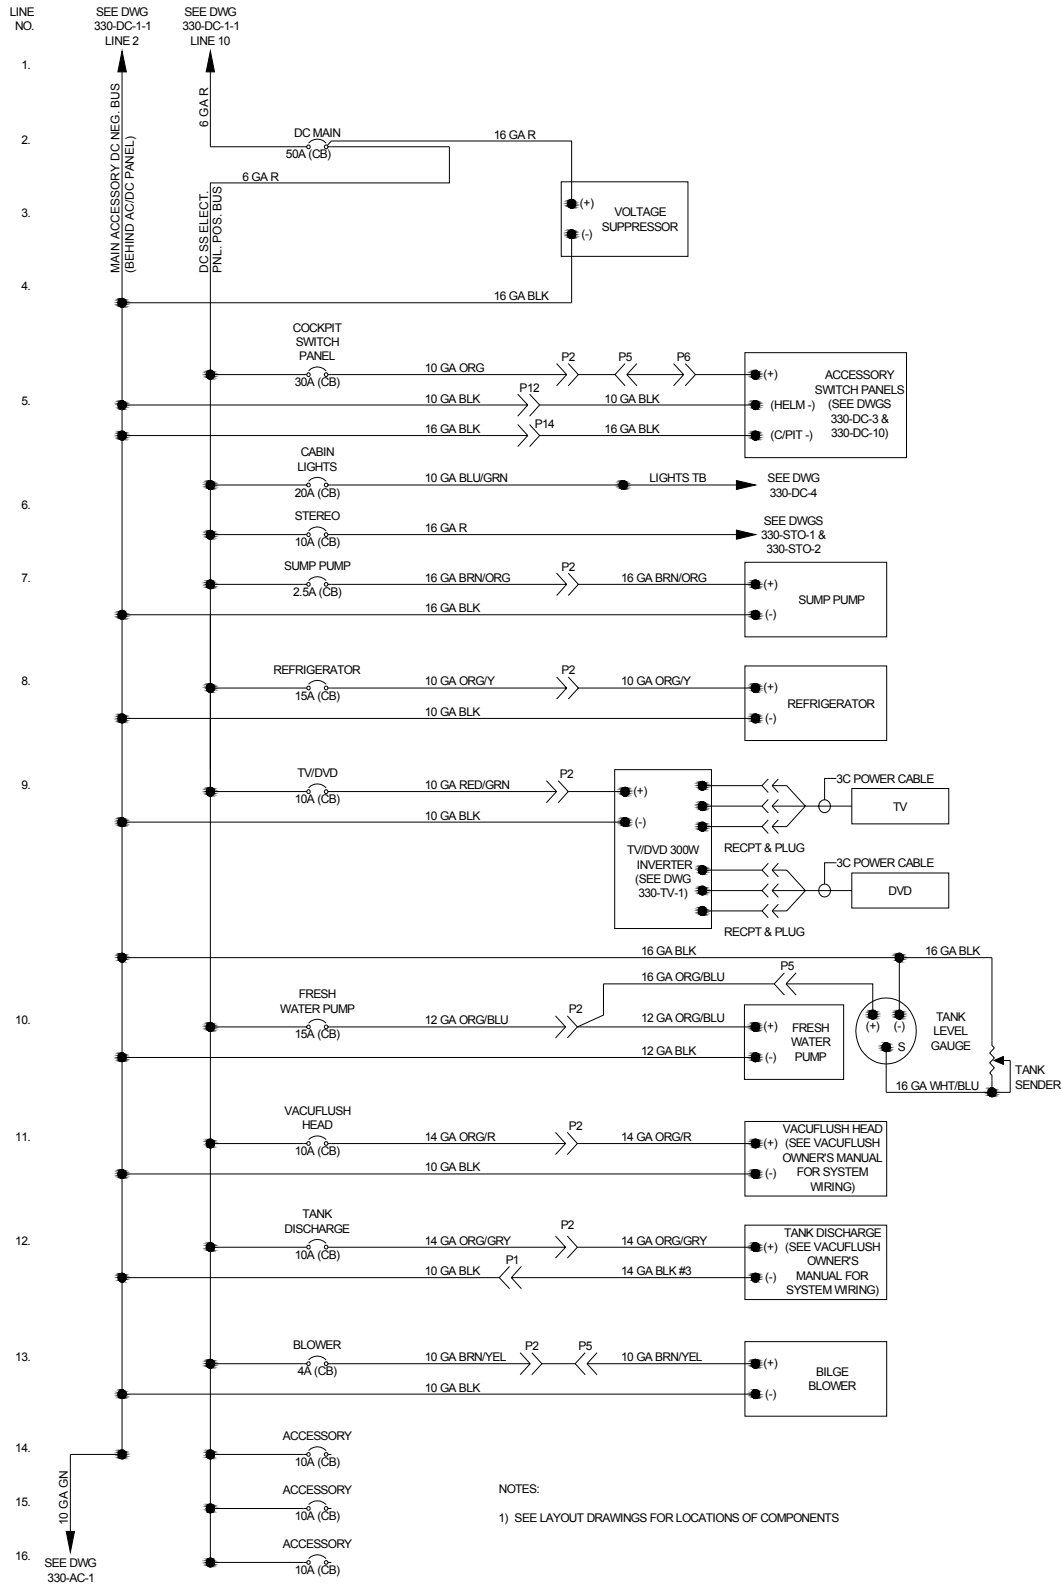 LINE NO.
SEE DWG 330-DC-1-1 LINE 2
SEE DWG 330-DC-1-1 LINE 10
1.
MAIN ACCESSORY DC NEG. BUS
(BEHIND AC/DC PANEL)
6 GA R
2.
DC MAIN
50A (CB)
16 GA R
6 GA R
3.
DC SS ELECT.
PNL. POS. BUS
(+)
(-)
VOLTAGE
SUPPRESSOR
4.
16 GA BLK
COCKPIT
SWITCH
PANEL
30A (CB)
10 GA ORG
P2
P5
P6
(+)
ACCESSORY
SWITCH PANELS
(SEE DWGS
330-DC-3 &
330-DC-10)
5.
10 GA BLK
P12
10 GA BLK
(HELM -)
16 GA BLK
P14
16 GA BLK
(C/PIT -)
CABIN
LIGHTS
20A (CB)
10 GA BLU/GRN
LIGHTS TB
SEE DWG
330-DC-4
6.
STEREO
10A (CB)
16 GA R
SEE DWGS
330-STO-1 &
330-STO-2
7.
SUMP PUMP
2.5A (CB)
16 GA BRN/ORG
P2
16 GA BRN/ORG
(+)
16 GA BLK
(-)
SUMP PUMP
8.
REFRIGERATOR
15A (CB)
10 GA ORG/Y
P2
10 GA ORG/Y
(+)
10 GA BLK
(-)
REFRIGERATOR
9.
TV/DVD
10A (CB)
10 GA RED/GRN
P2
(+)
10 GA BLK
(-)
TV/DVD 300W
INVERTER
(SEE DWG
330-TV-1)
3C POWER CABLE
TV
RECPT & PLUG
3C POWER CABLE
DVD
RECPT & PLUG
16 GA BLK
16 GA BLK
16 GA ORG/BLU
P5
10.
FRESH
WATER PUMP
15A (CB)
12 GA ORG/BLU
P2
12 GA ORG/BLU
(+)
12 GA BLK
(-)
FRESH
WATER
PUMP
(+)
(-)
S
TANK
LEVEL
GAUGE
16 GA WHT/BLU
TANK
SENDER
11.
VACUFLUSH
HEAD
10A (CB)
14 GA ORG/R
P2
14 GA ORG/R
(+)
10 GA BLK
(-)
VACUFLUSH HEAD
(SEE VACUFLUSH
OWNER'S MANUAL
FOR SYSTEM
WIRING)
12.
TANK
DISCHARGE
10A (CB)
14 GA ORG/GRY
P2
14 GA ORG/GRY
(+)
10 GA BLK
P1
14 GA BLK #3
(-)
TANK DISCHARGE
(SEE VACUFLUSH
OWNER'S
MANUAL FOR
SYSTEM WIRING)
13.
BLOWER
4A (CB)
10 GA BRN/YEL
P2
P5
10 GA BRN/YEL
(+)
10 GA BLK
(-)
BILGE
BLOWER
14.
ACCESSORY
10A (CB)
10 GA GN
15.
ACCESSORY
10A (CB)
NOTES:
1) SEE LAYOUT DRAWINGS FOR LOCATIONS OF COMPONENTS
16.
SEE DWG
330-AC-1
ACCESSORY
10A (CB)